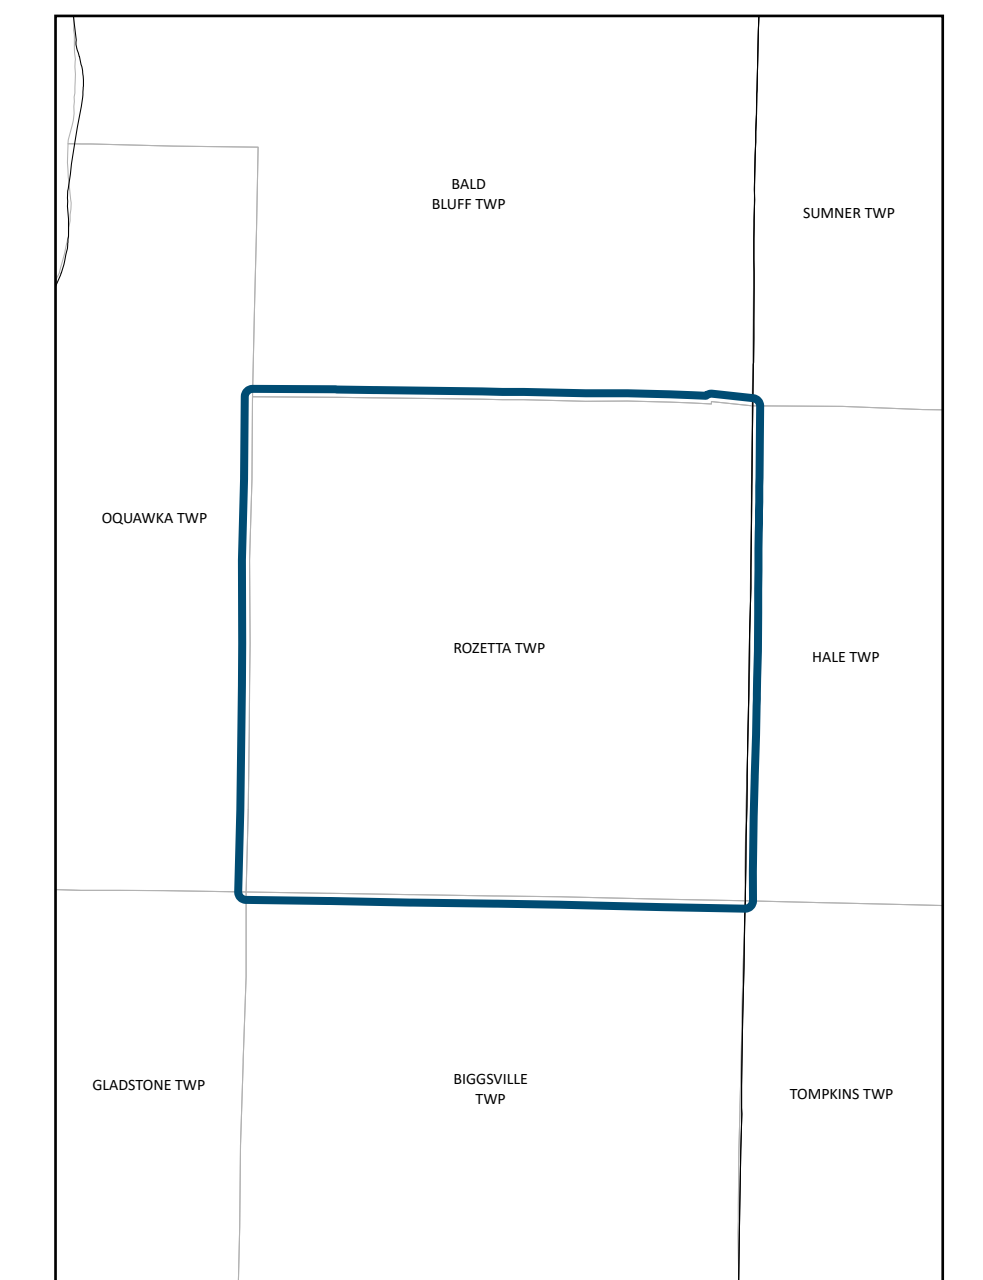 BALD
BLUFF TWP
SUMNER TWP
OQUAWKA TWP
ROZETTA TWP
HALE TWP
GLADSTONE TWP
BIGGSVILLE
TWP
TOMPKINS TWP